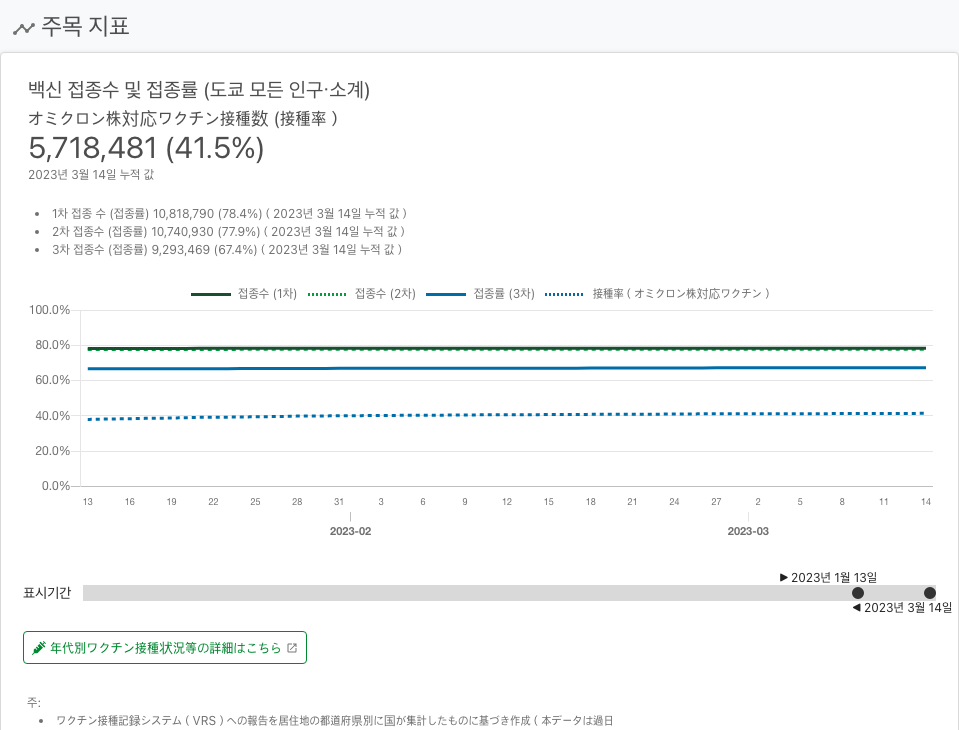 주목 지표
백신 접종수 및 접종률 (도쿄 모든 인구·소계)
オミクロン株対応ワクチン接種数 (接種率 )
5,718,481 (41.5%)
2023년 3월 14일 누적 값
• 1차 접종 수 (접종률) 10,818,790 (78.4%) ( 2023년 3월 14일 누적 값 )
• 2차 접종수 (접종률) 10,740,930 (77.9%) ( 2023년 3월 14일 누적 값 )
• 3차 접종수 (접종률) 9,293,469 (67.4%) ( 2023년 3월 14일 누적 값 )
접종수 (1차) 접종수 (2차) 접종률 (3차) 接種率 ( オミクロン株対応ワクチン )
100.0%
80.0%
60.0%
40.0%
20.0%
0.0%
13 16 19 22 25 28 31 3 6 9 12 15 18 21 24 27 2 5 8 11 14
2023-02 2023-03
▶ 2023년 1월 13일
표시기간
◀ 2023년 3월 14일
年代別ワクチン接種状況等の詳細はこちら
주:
• ワクチン接種記録システム ( VRS ) への報告を居住地の都道府県別に国が集計したものに基づき作成 ( 本データは過日